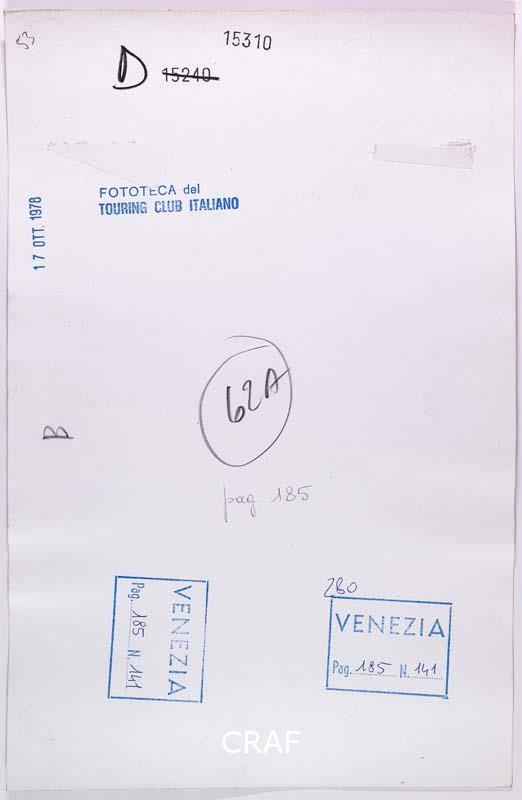 53
15310
D 15240
FOTOTECA del
TOURING CLUB ITALIANO
17 OTT. 1978
62A
B
pag 185
280
VENEZIA
Pag. 185 N. 141
VENEZIA
Pag. 185 N. 141
CRAF